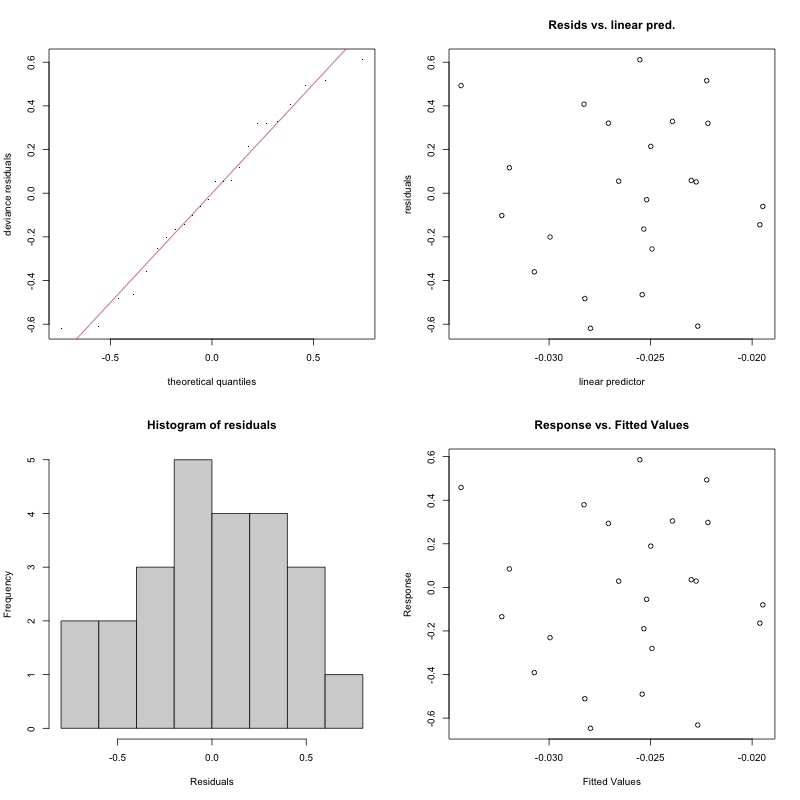 0.6
0.4
0.2
0.0
-0.2
-0.4
-0.6
deviance residuals
-0.5 0.0 0.5
theoretical quantiles
Resids vs. linear pred.
0.6
0.4
0.2
0.0
-0.2
-0.4
-0.6
residuals
-0.030 -0.025 -0.020
linear predictor
Histogram of residuals
5
4
3
2
1
0
Frequency
-0.5 0.0 0.5
Residuals
Response vs. Fitted Values
0.6
0.4
0.2
0.0
-0.2
-0.4
-0.6
Response
-0.030 -0.025 -0.020
Fitted Values